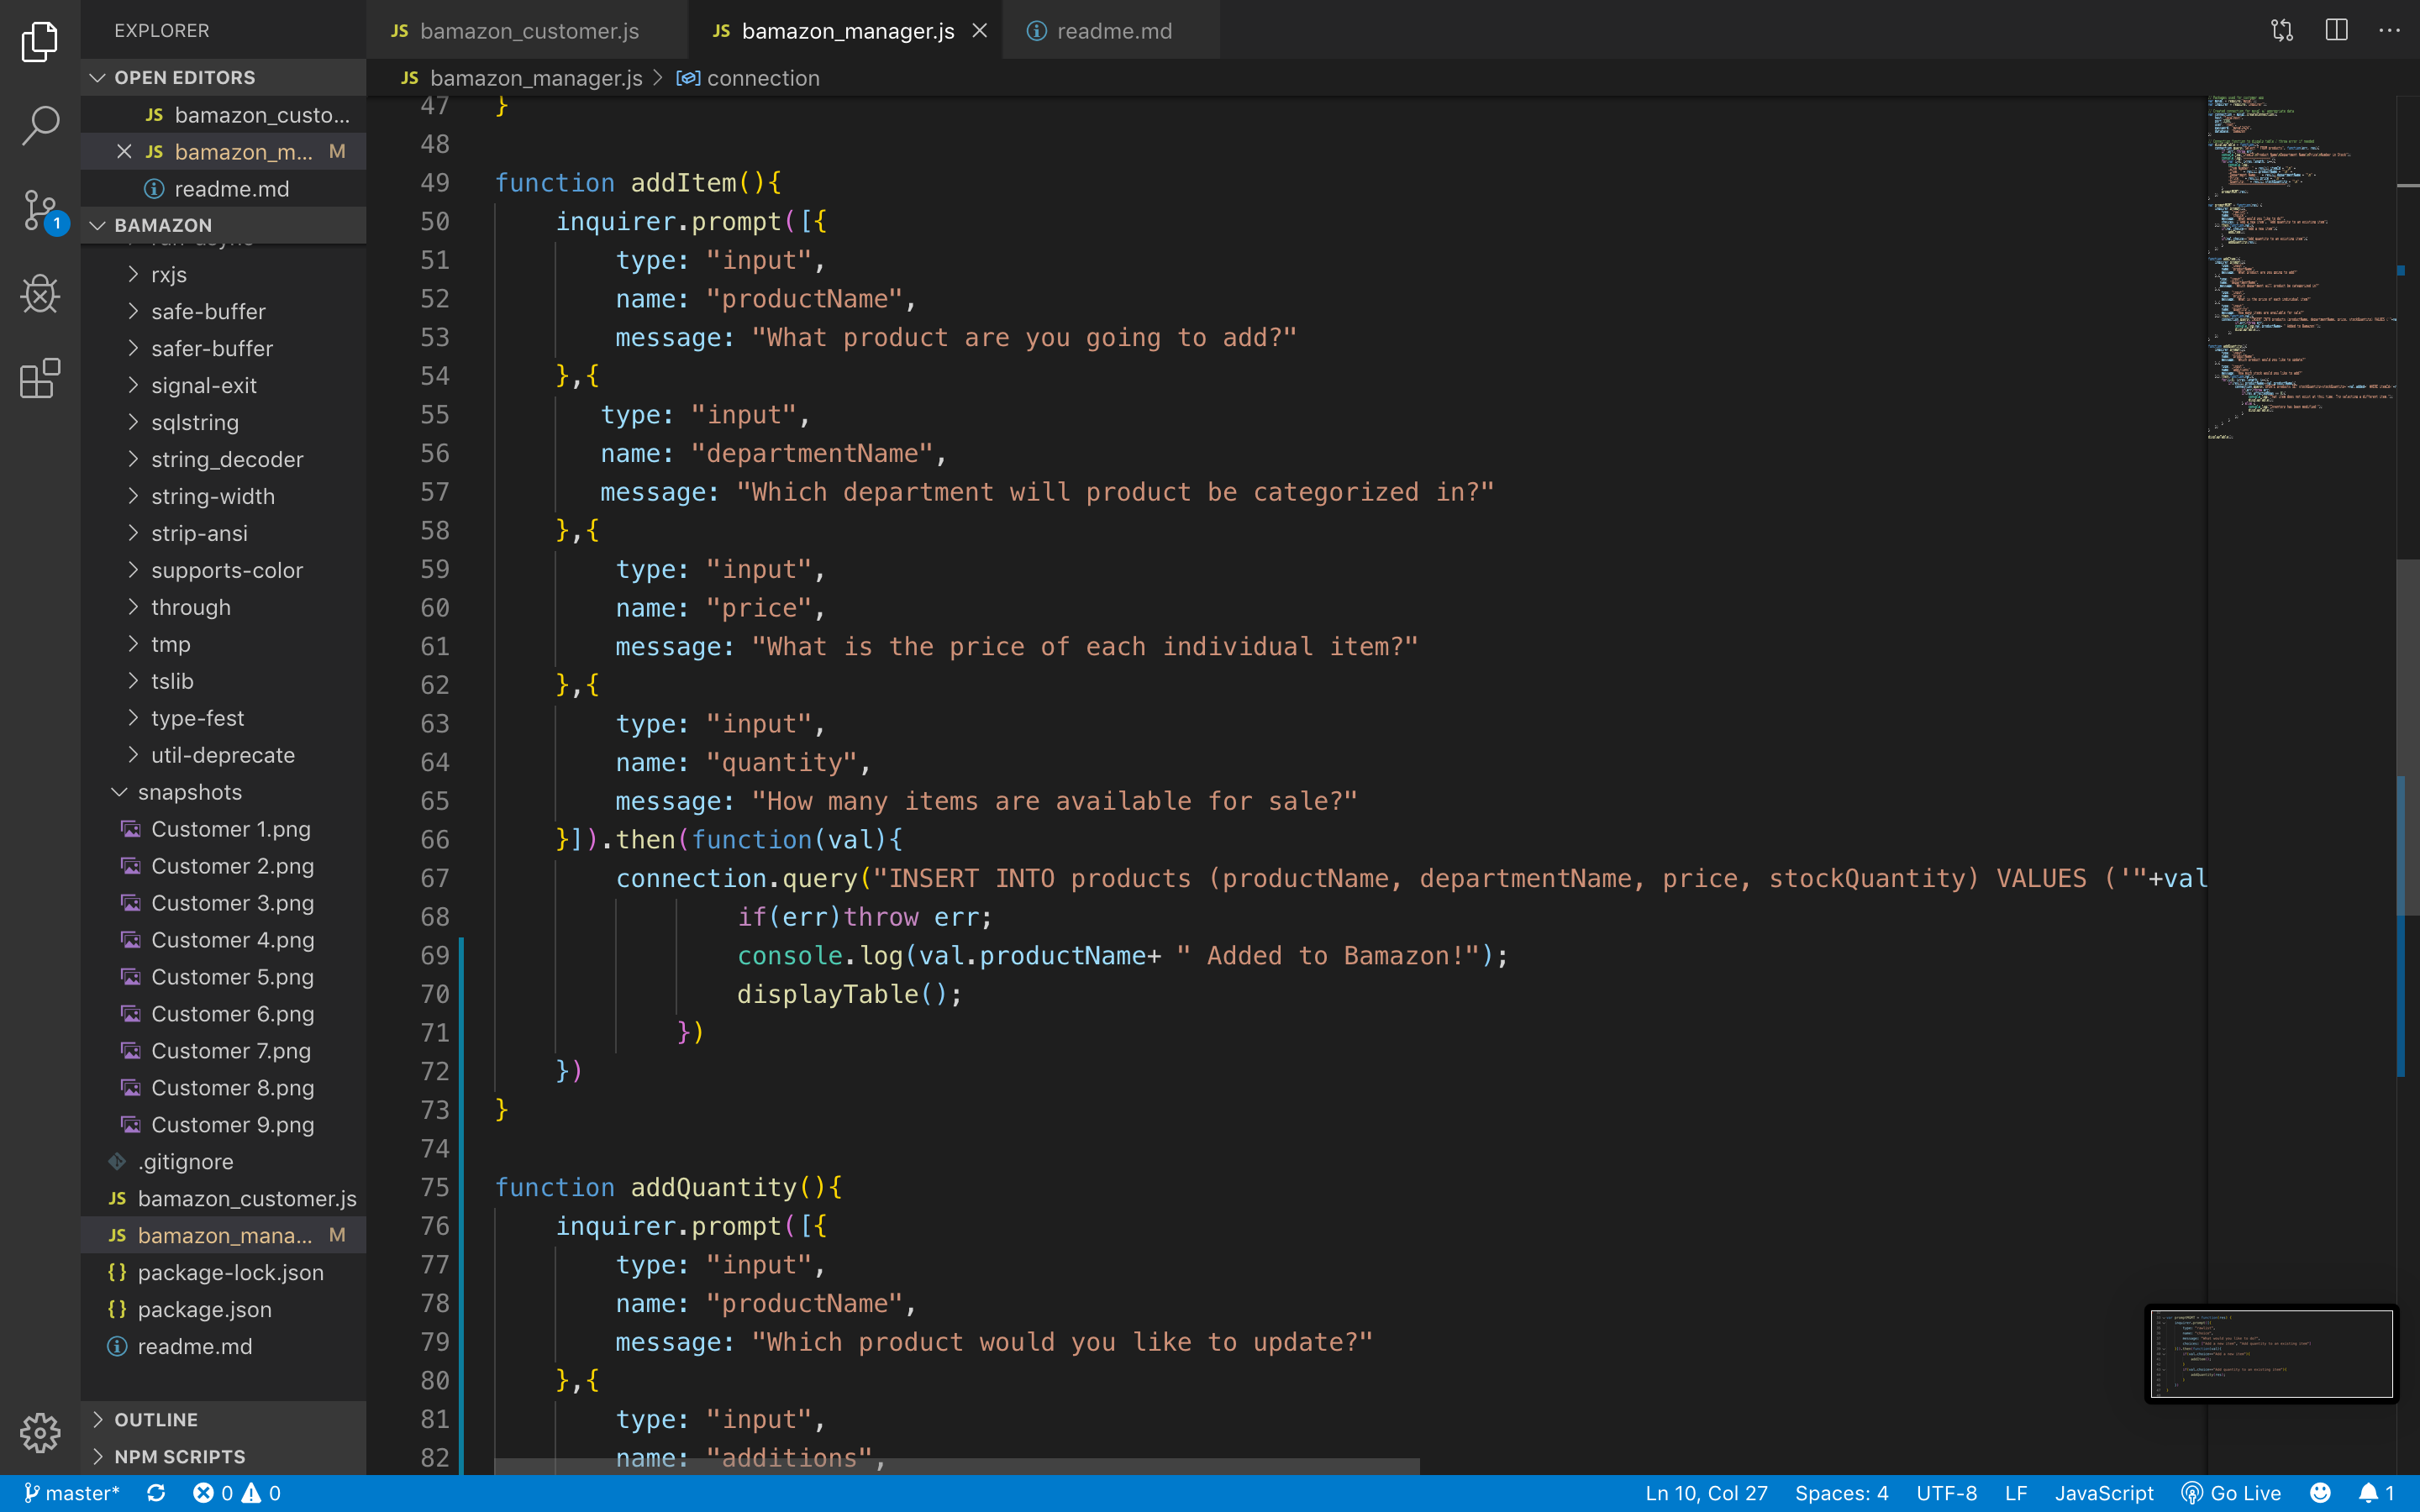 EXPLORER
OPEN EDITORS
JS bamazon_custo...
JS bamazon_m... M
readme.md
1
BAMAZON
rxjs
safe-buffer
safer-buffer
signal-exit
sqlstring
string_decoder
string-width
strip-ansi
supports-color
through
tmp
tslib
type-fest
util-deprecate
snapshots
Customer 1.png
Customer 2.png
Customer 3.png
Customer 4.png
Customer 5.png
Customer 6.png
Customer 7.png
Customer 8.png
Customer 9.png
.gitignore
JS bamazon_customer.js
JS bamazon_mana... M
{} package-lock.json
{} package.json
readme.md
OUTLINE
NPM SCRIPTS
JS bamazon_customer.js
JS bamazon_manager.js
readme.md
JS bamazon_manager.js > connection
47 }
48
49 function addItem(){
50 inquirer.prompt([{
51 type: "input",
52 name: "productName",
53 message: "What product are you going to add?"
54 },{
55 type: "input",
56 name: "departmentName",
57 message: "Which department will product be categorized in?"
58 },{
59 type: "input",
60 name: "price",
61 message: "What is the price of each individual item?"
62 },{
63 type: "input",
64 name: "quantity",
65 message: "How many items are available for sale?"
66 }]).then(function(val){
67 connection.query("INSERT INTO products (productName, departmentName, price, stockQuantity) VALUES ('"+val
68 if(err)throw err;
69 console.log(val.productName+ " Added to Bamazon!");
70 displayTable();
71 })
72 })
73 }
74
75 function addQuantity(){
76 inquirer.prompt([{
77 type: "input",
78 name: "productName",
79 message: "Which product would you like to update?"
80 },{
81 type: "input",
82 name: "additions",
master* 0 0
Ln 10, Col 27 Spaces: 4 UTF-8 LF JavaScript Go Live 1